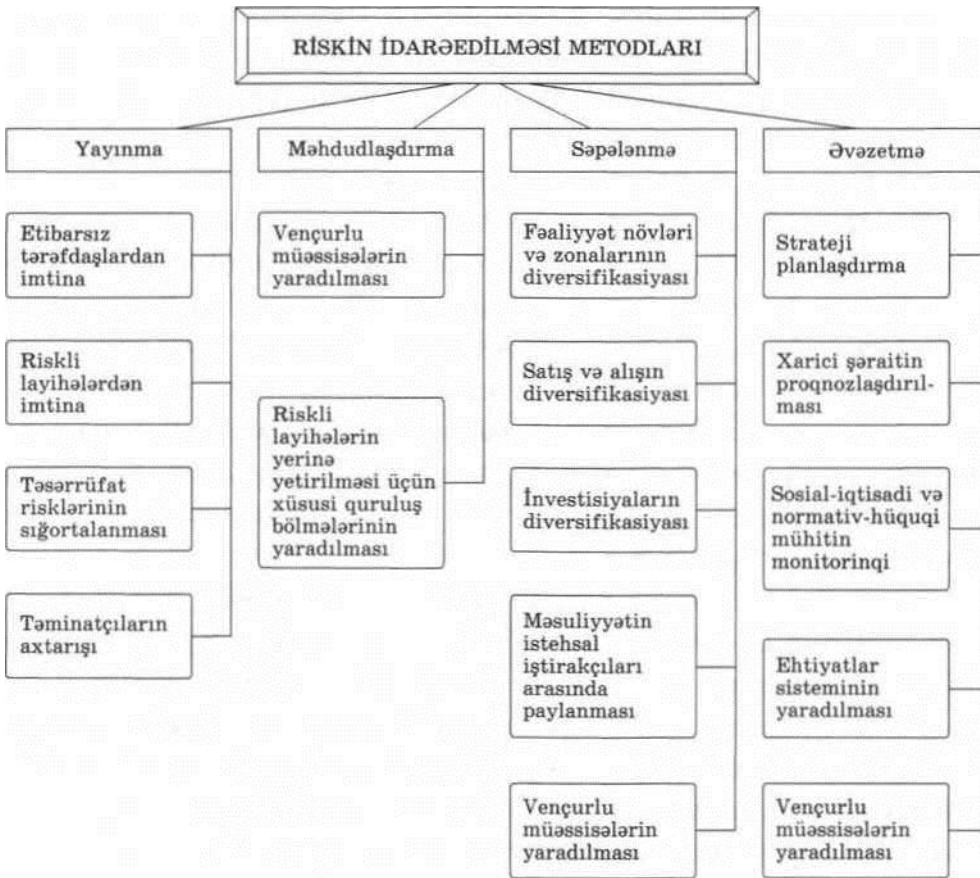 RİSKİN İDARƏEDİLMƏSİ METODLARI
Yayınma
Etibarsız
tərəfdaşlardan
imtina
Riskli
layihələrdən
imtina
Təsərrüfat
risklərinin
sığortalanması
Təminatçıların
axtarışı
Məhdudlaşdırma
Vençurlu
müəssisələrin
yaradılması
Riskli
layihələrin
yerinə
yetirilməsi üçün
xüsusi quruluş
bölmələrinin
yaradılması
Səpələnmə
Fəaliyyət növləri
və zonalarının
diversifikasiyası
Satış və alışın
diversifikasiyası
İnvestisiyaların
diversifikasiyası
Məsuliyyətin
istehsal
iştirakçıları
arasında
paylanması
Vençurlu
müəssisələrin
yaradılması
Əvəzetmə
Strateji
planlaşdırma
Xarici şəraitin
proqnozlaşdırıl-
ması
Sosial-iqtisadi və
normativ-hüquqi
mühitin
monitorinqi
Ehtiyatlar
sisteminin
yaradılması
Vençurlu
müəssisələrin
yaradılması